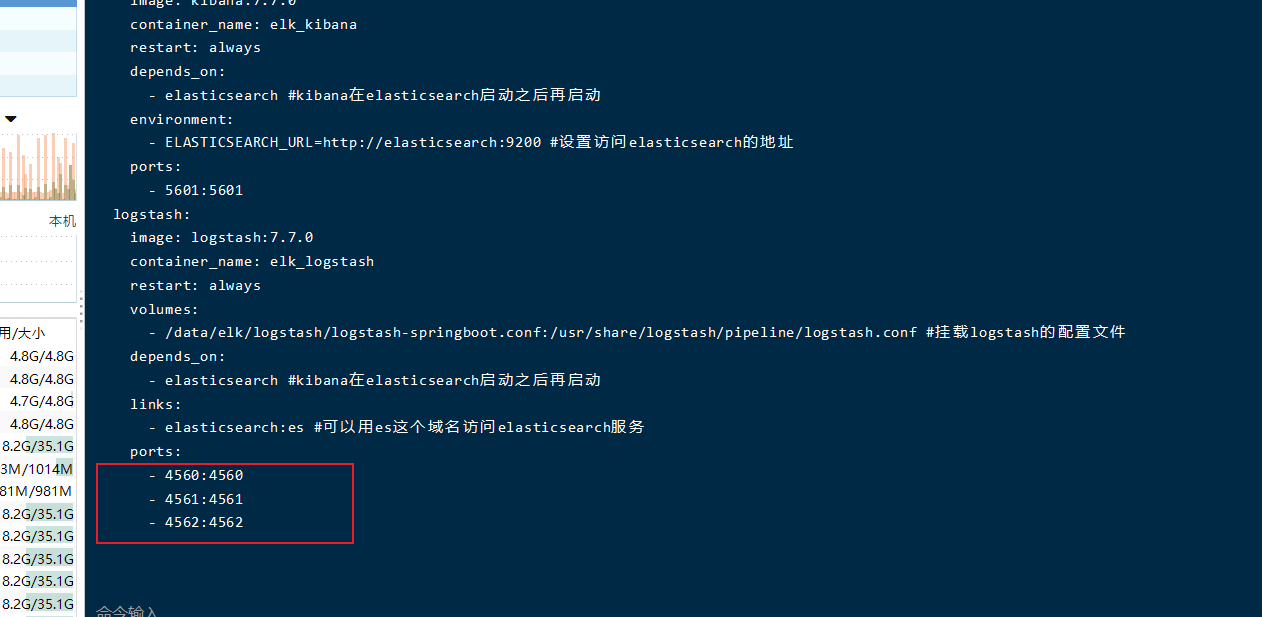 image: kibana:7.7.0
container_name: elk_kibana
restart: always
depends_on:
- elasticsearch #kibana在elasticsearch启动之后再启动
environment:
- ELASTICSEARCH_URL=http://elasticsearch:9200 #设置访问elasticsearch的地址
ports:
- 5601:5601
logstash:
image: logstash:7.7.0
container_name: elk_logstash
restart: always
volumes:
- /data/elk/logstash/logstash-springboot.conf:/usr/share/logstash/pipeline/logstash.conf #挂载logstash的配置文件
depends_on:
- elasticsearch #kibana在elasticsearch启动之后再启动
links:
- elasticsearch:es #可以用es这个域名访问elasticsearch服务
ports:
- 4560:4560
- 4561:4561
- 4562:4562
命令输入
本机
用/大小
4.8G/4.8G
4.8G/4.8G
4.7G/4.8G
4.8G/4.8G
8.2G/35.1G
3M/1014M
81M/981M
8.2G/35.1G
8.2G/35.1G
8.2G/35.1G
8.2G/35.1G
8.2G/35.1G